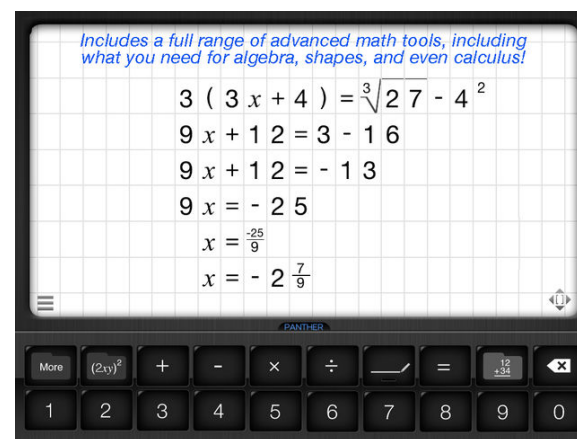 Includes a full range of advanced math tools, including
what you need for algebra, shapes, and even calculus!
3 ( 3 x + 4 ) = ∛27 - 4²
9 x + 1 2 = 3 - 1 6
9 x + 1 2 = - 1 3
9 x = - 2 5
x = -25/9
x = - 2 7/9
PANTHER
More (2xy)² + - × ÷ = 12 +34
1 2 3 4 5 6 7 8 9 0